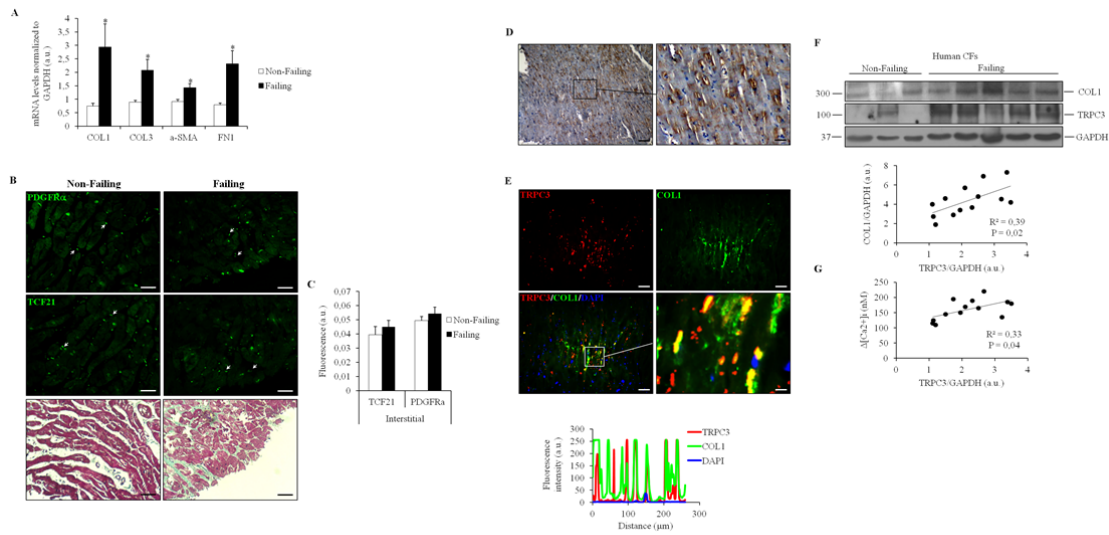 A
mRNA levels normalized to
GAPDH (a.u.)
4
3,5
3
2,5
2
1,5
1
0,5
0
*
*
*
*
Non-Failing
Failing
COL1
COL3
a-SMA
FN1
B
Non-Failing
Failing
PDGFRα
TCF21
C
Fluorescence (a.u.)
0,07
0,06
0,05
0,04
0,03
0,02
0,01
0
Non-Failing
Failing
TCF21
PDGFRa
Interstitial
D
E
TRPC3
COL1
TRPC3/COL1/DAPI
Fluorescence
intensity (a.u.)
300
250
200
150
100
50
0
TRPC3
COL1
DAPI
0
100
200
300
Distance (µm)
F
Human CFs
Non-Failing
Failing
300
COL1
100
TRPC3
37
GAPDH
COL1/GAPDH (a.u.)
8
6
4
2
0
R² = 0,39
P = 0,02
0
1
2
3
4
TRPC3/GAPDH (a.u.)
G
Δ[Ca2+]i (nM)
250
200
150
100
50
0
R² = 0,33
P = 0,04
0
1
2
3
4
TRPC3/GAPDH (a.u.)